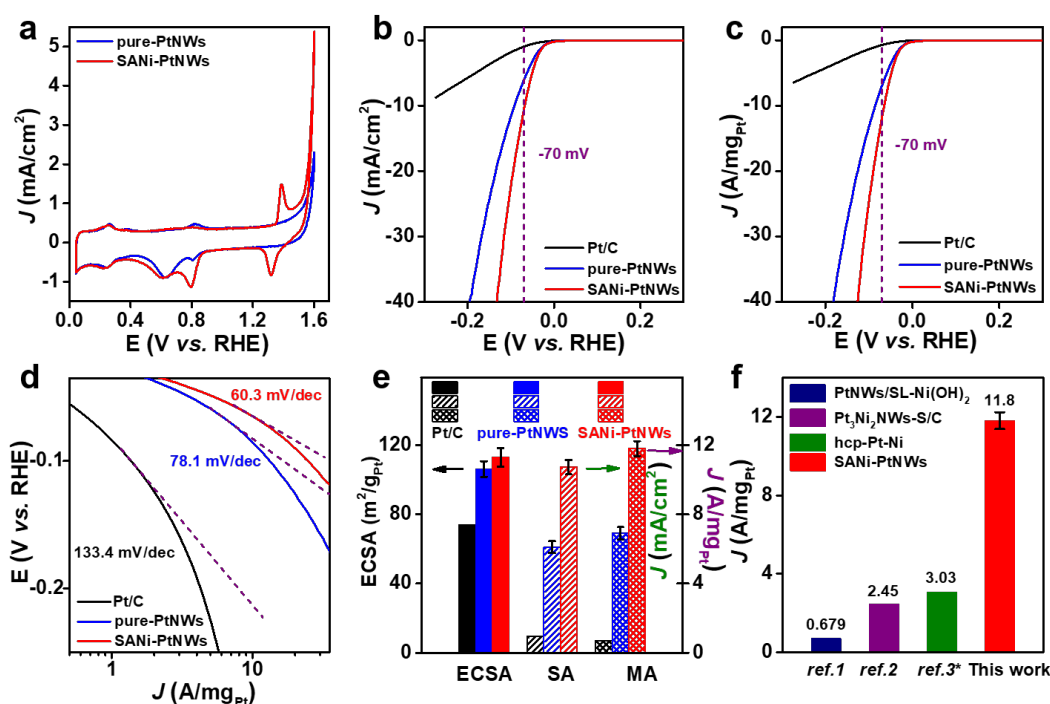 a
pure-PtNWs
SANi-PtNWs
J (mA/cm²)
5
4
3
2
1
0
-1
0.0 0.4 0.8 1.2 1.6
E (V vs. RHE)
b
J (mA/cm²)
0
-10
-20
-30
-40
-70 mV
Pt/C
pure-PtNWs
SANi-PtNWs
-0.2 0.0 0.2
E (V vs. RHE)
c
J (A/mgPt)
0
-10
-20
-30
-40
-70 mV
Pt/C
pure-PtNWs
SANi-PtNWs
-0.2 0.0 0.2
E (V vs. RHE)
d
E (V vs. RHE)
-0.1
-0.2
60.3 mV/dec
78.1 mV/dec
133.4 mV/dec
Pt/C
pure-PtNWs
SANi-PtNWs
1 10
J (A/mgPt)
e
Pt/C pure-PtNWS SANi-PtNWs
ECSA (m²/gPt)
160
120
80
40
0
12
8
4
0
J (mA/cm²)
J (A/mgPt)
ECSA SA MA
f
PtNWs/SL-Ni(OH)₂
Pt₃Ni₂NWs-S/C
hcp-Pt-Ni
SANi-PtNWs
J (A/mgPt)
12
8
4
0
0.679
2.45
3.03
11.8
ref.1 ref.2 ref.3* This work